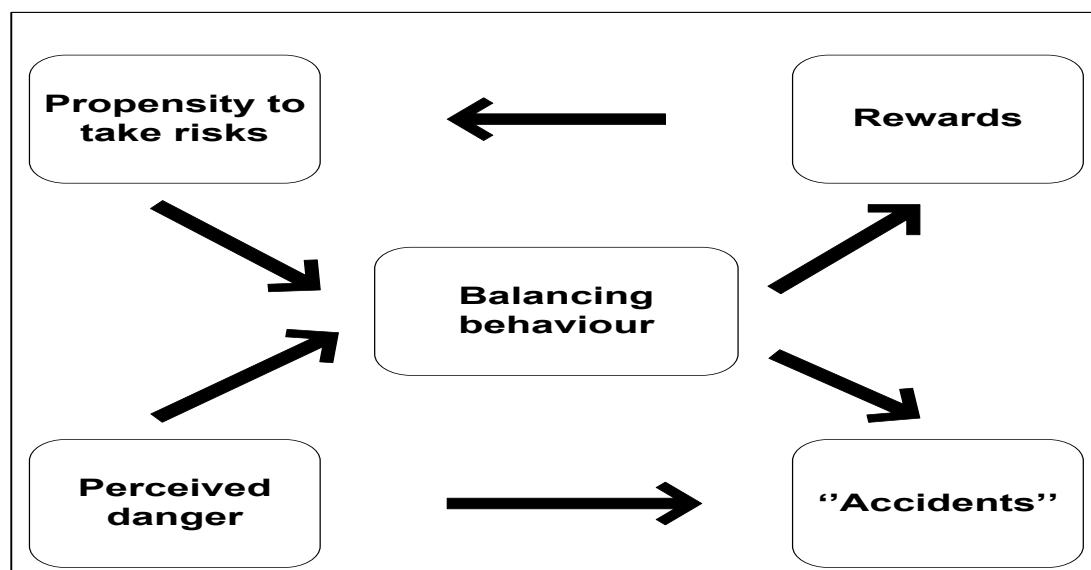 Propensity to
take risks
Rewards
Balancing
behaviour
Perceived
danger
‘’Accidents’’